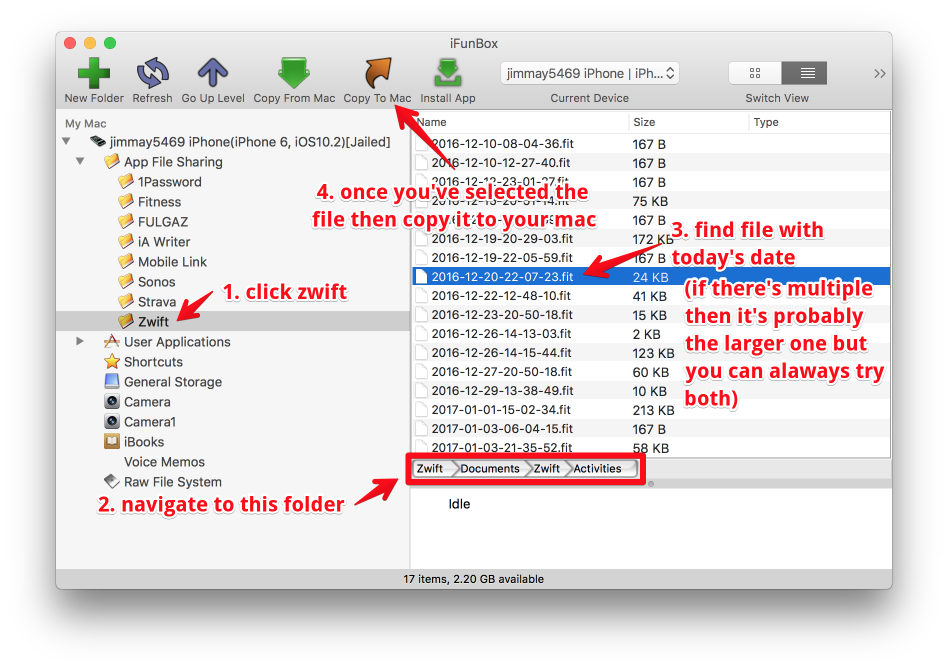 iFunBox
New Folder
Refresh
Go Up Level
Copy From Mac
Copy To Mac
Install App
jimmay5469 iPhone | iPh...
Current Device
Switch View
My Mac
jimmay5469 iPhone(iPhone 6, iOS10.2)[Jailed]
App File Sharing
1Password
Fitness
FULGAZ
iA Writer
Mobile Link
Sonos
Strava
Zwift
User Applications
Shortcuts
General Storage
Camera
Camera1
iBooks
Voice Memos
Raw File System
Name Size Type
2016-12-10-08-04-36.fit 167 B
2016-12-10-12-27-40.fit 167 B
2016-12-12-23-01-27.fit 167 B
75 KB
167 B
2016-12-19-20-29-03.fit 172 KB
2016-12-19-22-05-59.fit 167 B
2016-12-20-22-07-23.fit 24 KB
2016-12-22-12-48-10.fit 41 KB
2016-12-23-20-50-18.fit 15 KB
2016-12-26-14-13-03.fit 2 KB
2016-12-26-14-15-44.fit 123 KB
2016-12-27-20-50-18.fit 60 KB
2016-12-29-13-38-49.fit 10 KB
2017-01-01-15-02-34.fit 213 KB
2017-01-03-06-04-15.fit 167 B
2017-01-03-21-35-52.fit 58 KB
Zwift Documents Zwift Activities
Idle
17 items, 2.20 GB available
1. click zwift
2. navigate to this folder
3. find file with
today's date
(if there's multiple
then it's probably
the larger one but
you can alaways try
both)
4. once you've selected the
file then copy it to your mac